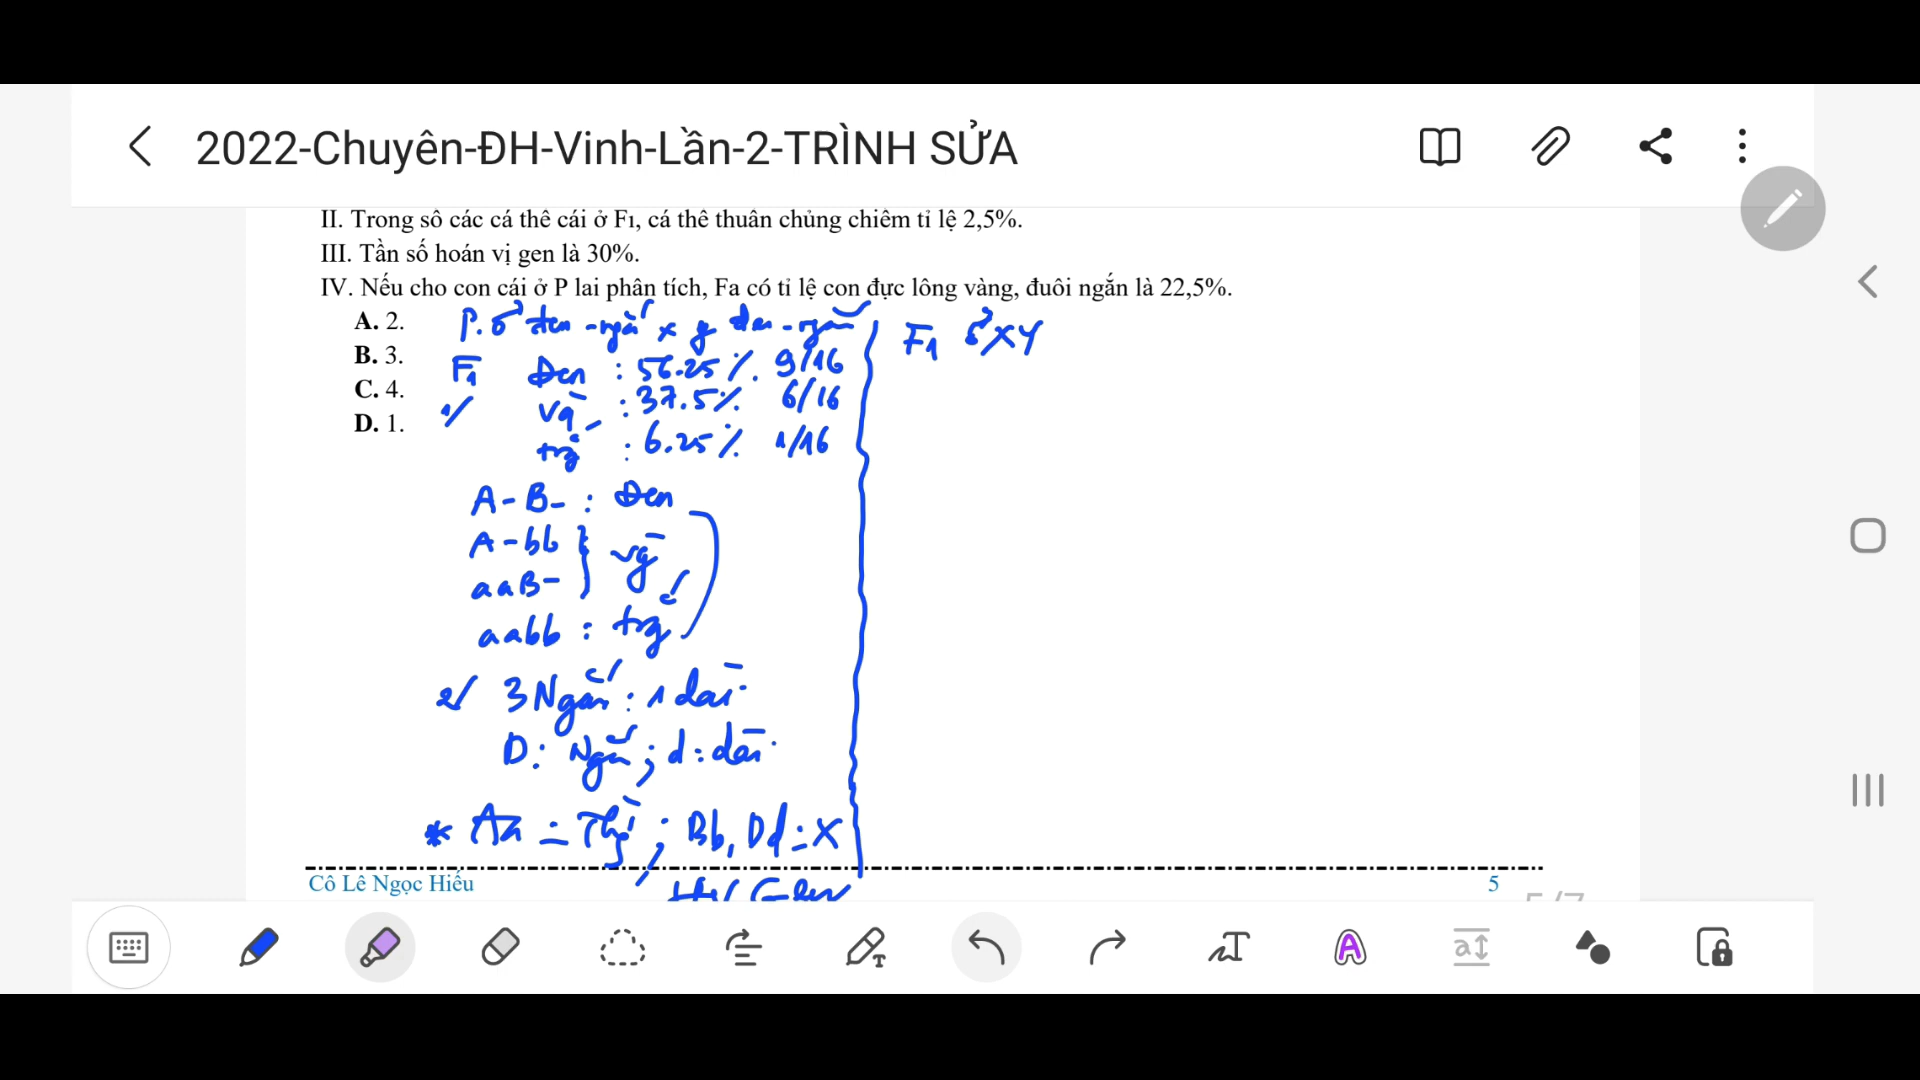 2022-Chuyên-ĐH-Vinh-Lần-2-TRÌNH SỬA
II. Trong số các cá thể cái ở F1, cá thể thuần chủng chiếm tỉ lệ 2,5%.
III. Tần số hoán vị gen là 30%.
IV. Nếu cho con cái ở P lai phân tích, Fa có tỉ lệ con đực lông vàng, đuôi ngắn là 22,5%.
A. 2.
B. 3.
C. 4.
D. 1.
P. ♂ đen - ngắn x ♀ đen - ngắn
F1 Đen : 56.25 % 9/16
1/ : 37.5 % 6/16
: 6.25 % 1/16
A-B- : Đen
A-bb
aaB-
aabb :
2/ 3 Ngắn : 1 dài
D: Ngắn ; d: dài
* Aa = ; Bb, Dd = X
F1 ♂ XY
Cô Lê Ngọc Hiếu
5
5/7
T
aT
A
a